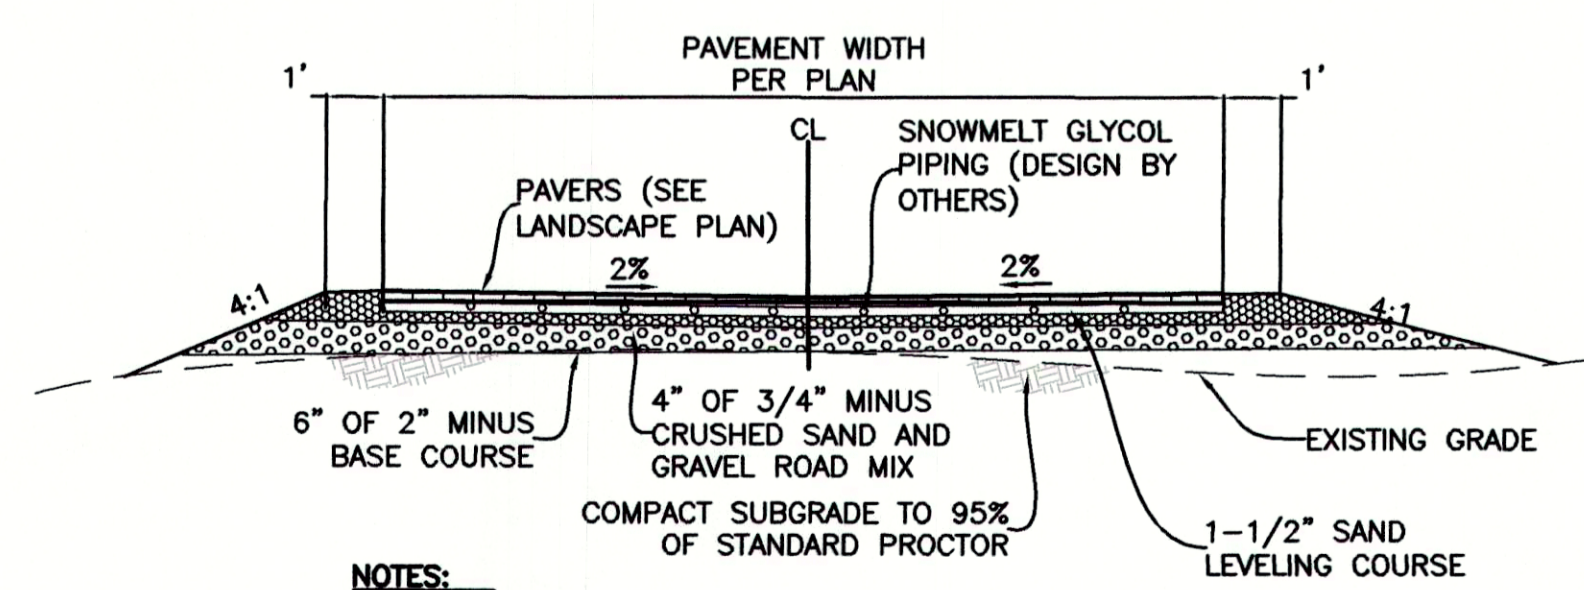 PAVEMENT WIDTH
PER PLAN
1'
1'
CL
SNOWMELT GLYCOL
PIPING (DESIGN BY
OTHERS)
PAVERS (SEE
LANDSCAPE PLAN)
2%
2%
4:1
4:1
6" OF 2" MINUS
BASE COURSE
4" OF 3/4" MINUS
CRUSHED SAND AND
GRAVEL ROAD MIX
EXISTING GRADE
COMPACT SUBGRADE TO 95%
OF STANDARD PROCTOR
1-1/2" SAND
LEVELING COURSE
NOTES: